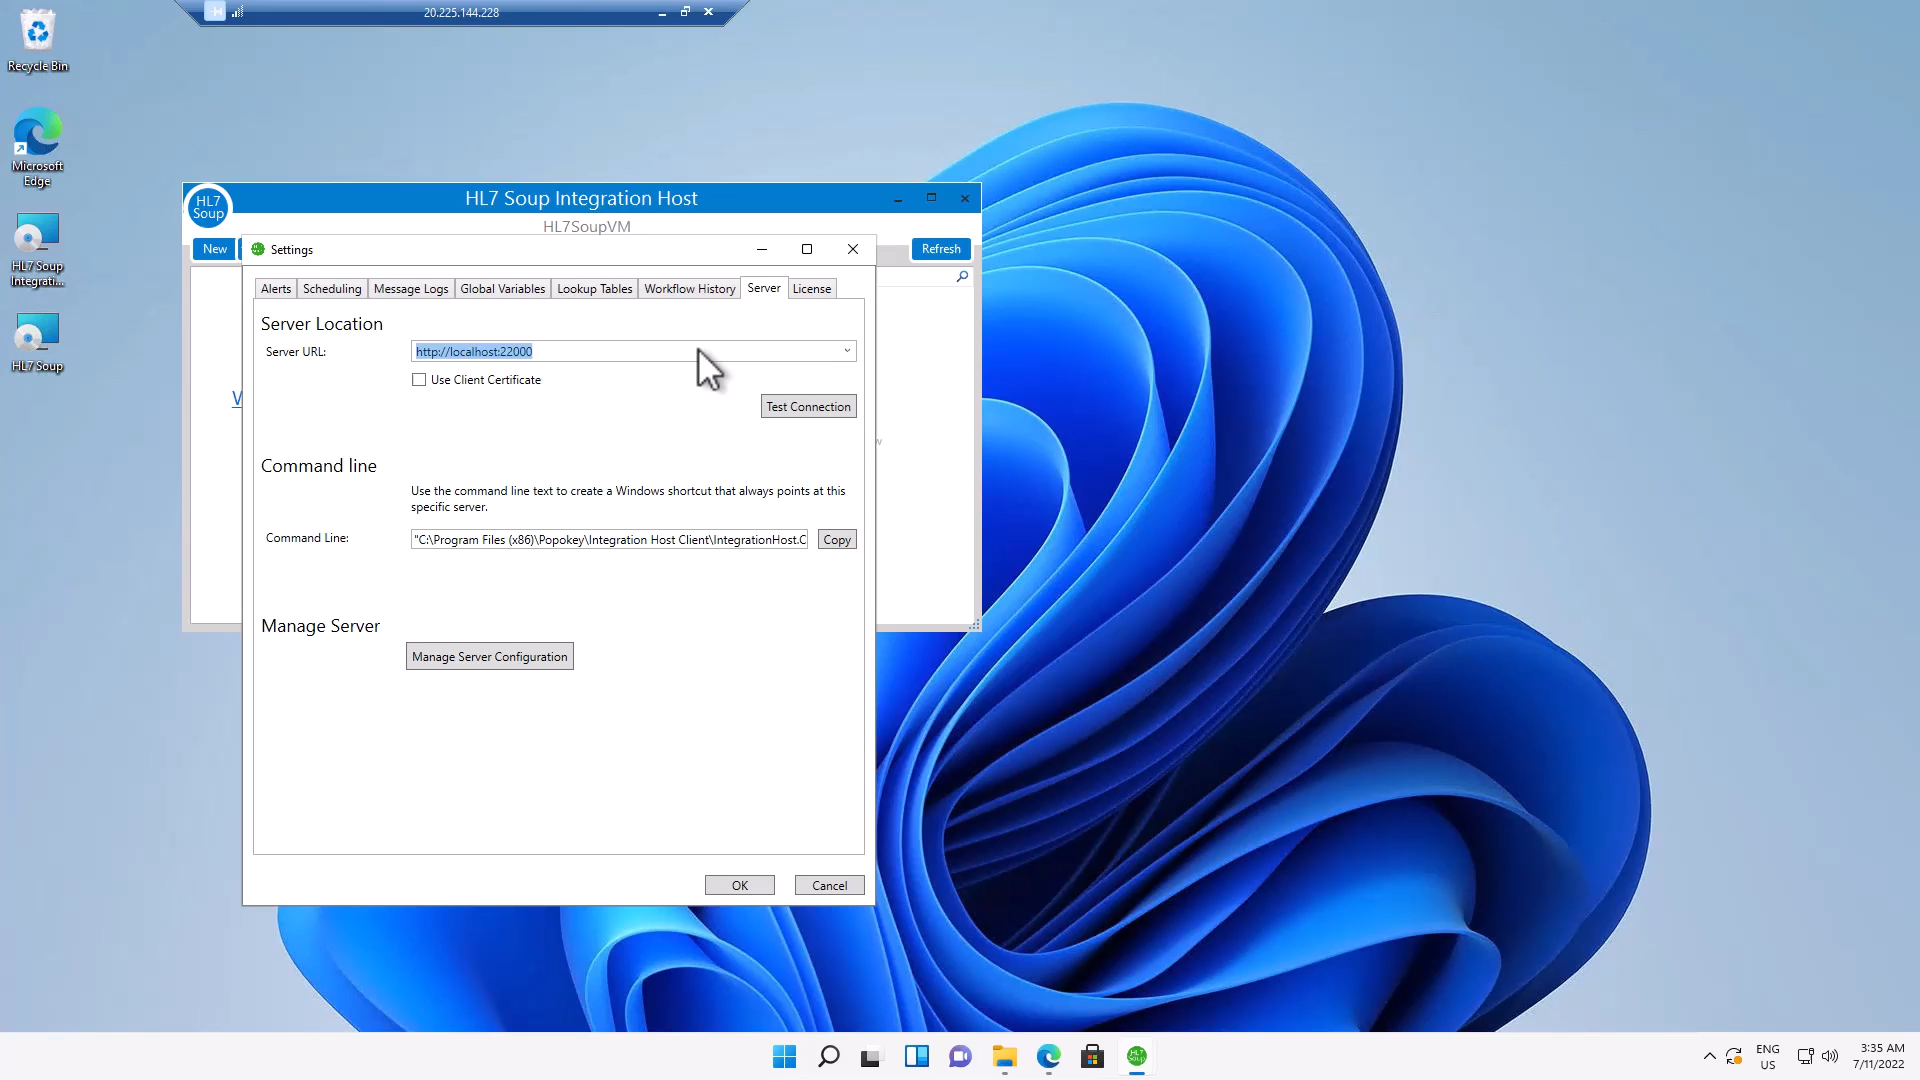 20.225.144.228
Recycle Bin
Microsoft
Edge
HL7 Soup
Integrati...
HL7 Soup
HL7
Soup
HL7 Soup Integration Host
HL7SoupVM
New
Refresh
Settings
Alerts
Scheduling
Message Logs
Global Variables
Lookup Tables
Workflow History
Server
License
Server Location
Server URL:
http://localhost:22000
Use Client Certificate
Test Connection
Command line
Use the command line text to create a Windows shortcut that always points at this
specific server.
Command Line:
"C:\Program Files (x86)\Popokey\Integration Host Client\IntegrationHost.C
Copy
Manage Server
Manage Server Configuration
OK
Cancel
HL7
Soup
ENG
US
3:35 AM
7/11/2022